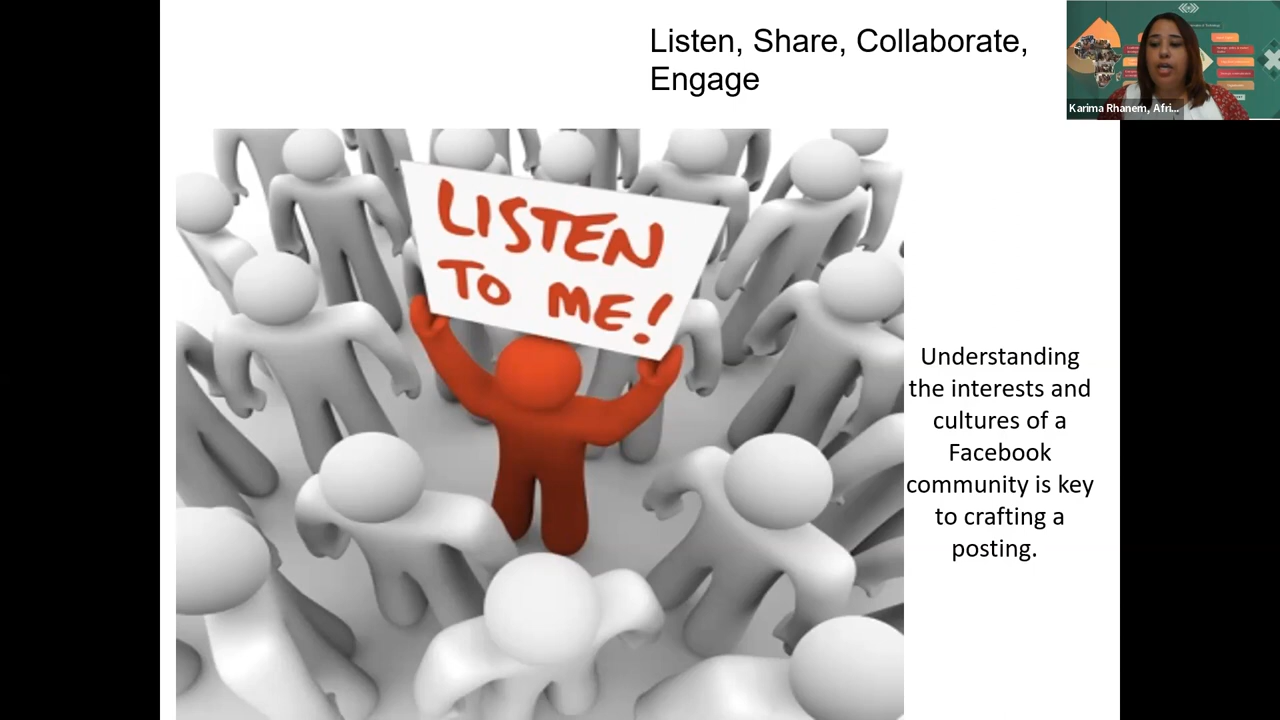 Listen, Share, Collaborate,
Engage
Karima Rhanem, Afri...
LISTEN
TO ME!
Understanding
the interests and
cultures of a
Facebook
community is key
to crafting a
posting.